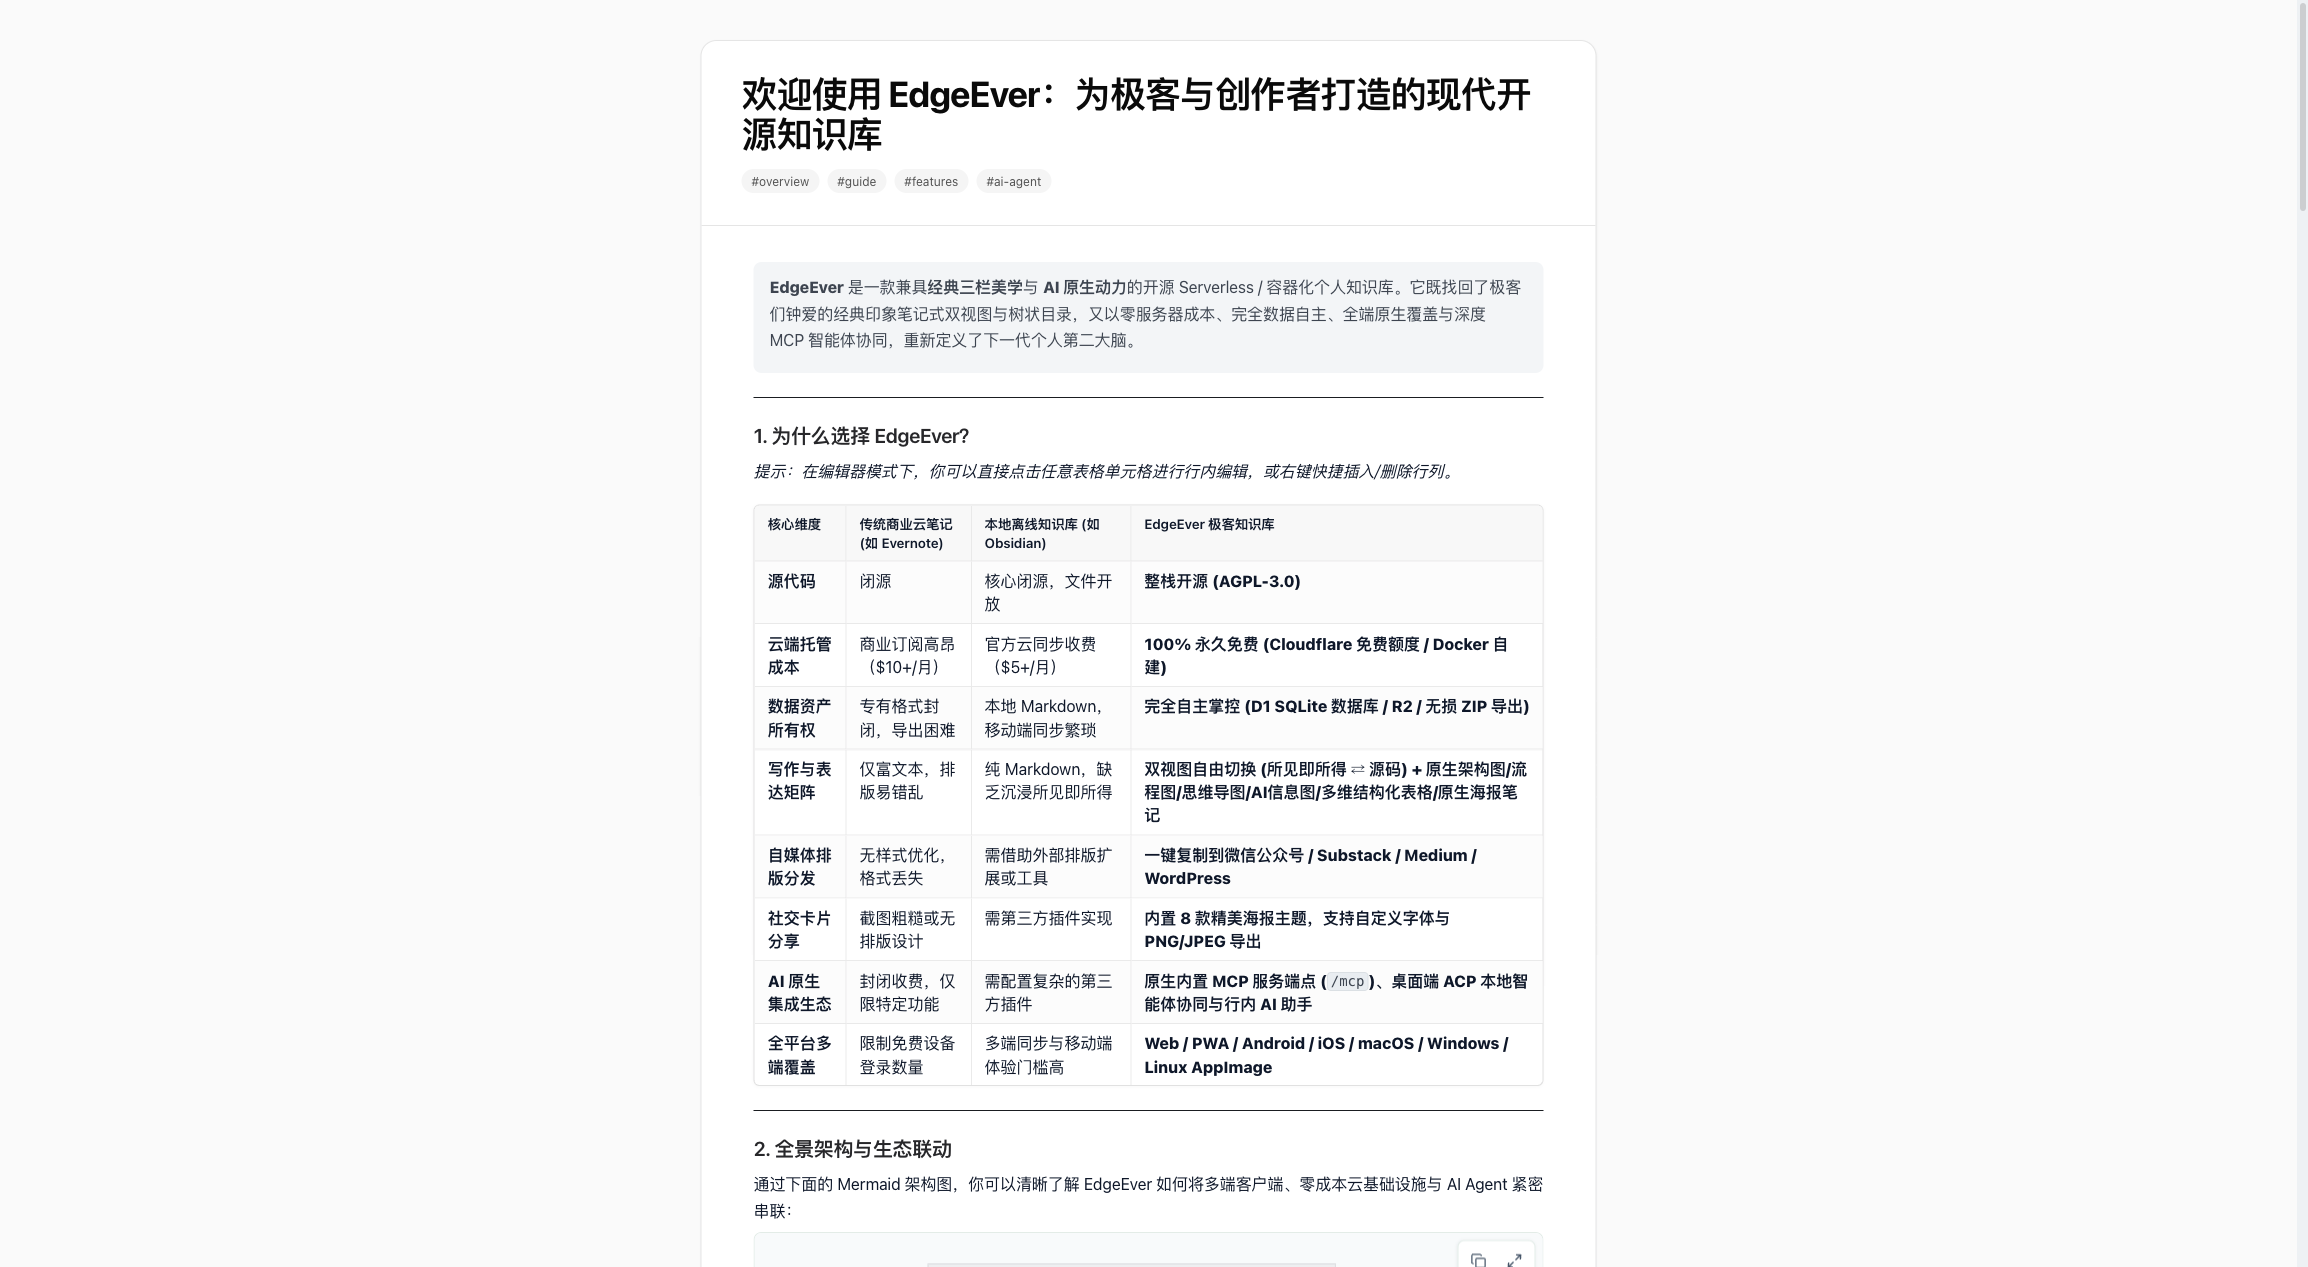 欢迎使用 EdgeEver：为极客与创作者打造的现代开
源知识库
#overview #guide #features #ai-agent
EdgeEver 是一款兼具经典三栏美学与 AI 原生动力的开源 Serverless / 容器化个人知识库。它既找回了极客
们钟爱的经典印象笔记式双视图与树状目录，又以零服务器成本、完全数据自主、全端原生覆盖与深度
MCP 智能体协同，重新定义了下一代个人第二大脑。
1. 为什么选择 EdgeEver?
提示：在编辑器模式下，你可以直接点击任意表格单元格进行行内编辑，或右键快捷插入/删除行列。
核心维度
传统商业云笔记
(如 Evernote)
本地离线知识库 (如
Obsidian)
EdgeEver 极客知识库
源代码
闭源
核心闭源，文件开
放
整栈开源 (AGPL-3.0)
云端托管
成本
商业订阅高昂
（$10+/月）
官方云同步收费
（$5+/月）
100% 永久免费 (Cloudflare 免费额度 / Docker 自
建)
数据资产
所有权
专有格式封
闭，导出困难
本地 Markdown，
移动端同步繁琐
完全自主掌控 (D1 SQLite 数据库 / R2 / 无损 ZIP 导出)
写作与表
达矩阵
仅富文本，排
版易错乱
纯 Markdown，缺
乏沉浸所见即所得
双视图自由切换 (所见即所得 ⇄ 源码) + 原生架构图/流
程图/思维导图/AI信息图/多维结构化表格/原生海报笔
记
自媒体排
版分发
无样式优化，
格式丢失
需借助外部排版扩
展或工具
一键复制到微信公众号 / Substack / Medium /
WordPress
社交卡片
分享
截图粗糙或无
排版设计
需第三方插件实现
内置 8 款精美海报主题，支持自定义字体与
PNG/JPEG 导出
AI 原生
集成生态
封闭收费，仅
限特定功能
需配置复杂的第三
方插件
原生内置 MCP 服务端点 (/mcp)、桌面端 ACP 本地智
能体协同与行内 AI 助手
全平台多
端覆盖
限制免费设备
登录数量
多端同步与移动端
体验门槛高
Web / PWA / Android / iOS / macOS / Windows /
Linux AppImage
2. 全景架构与生态联动
通过下面的 Mermaid 架构图，你可以清晰了解 EdgeEver 如何将多端客户端、零成本云基础设施与 AI Agent 紧密
串联：